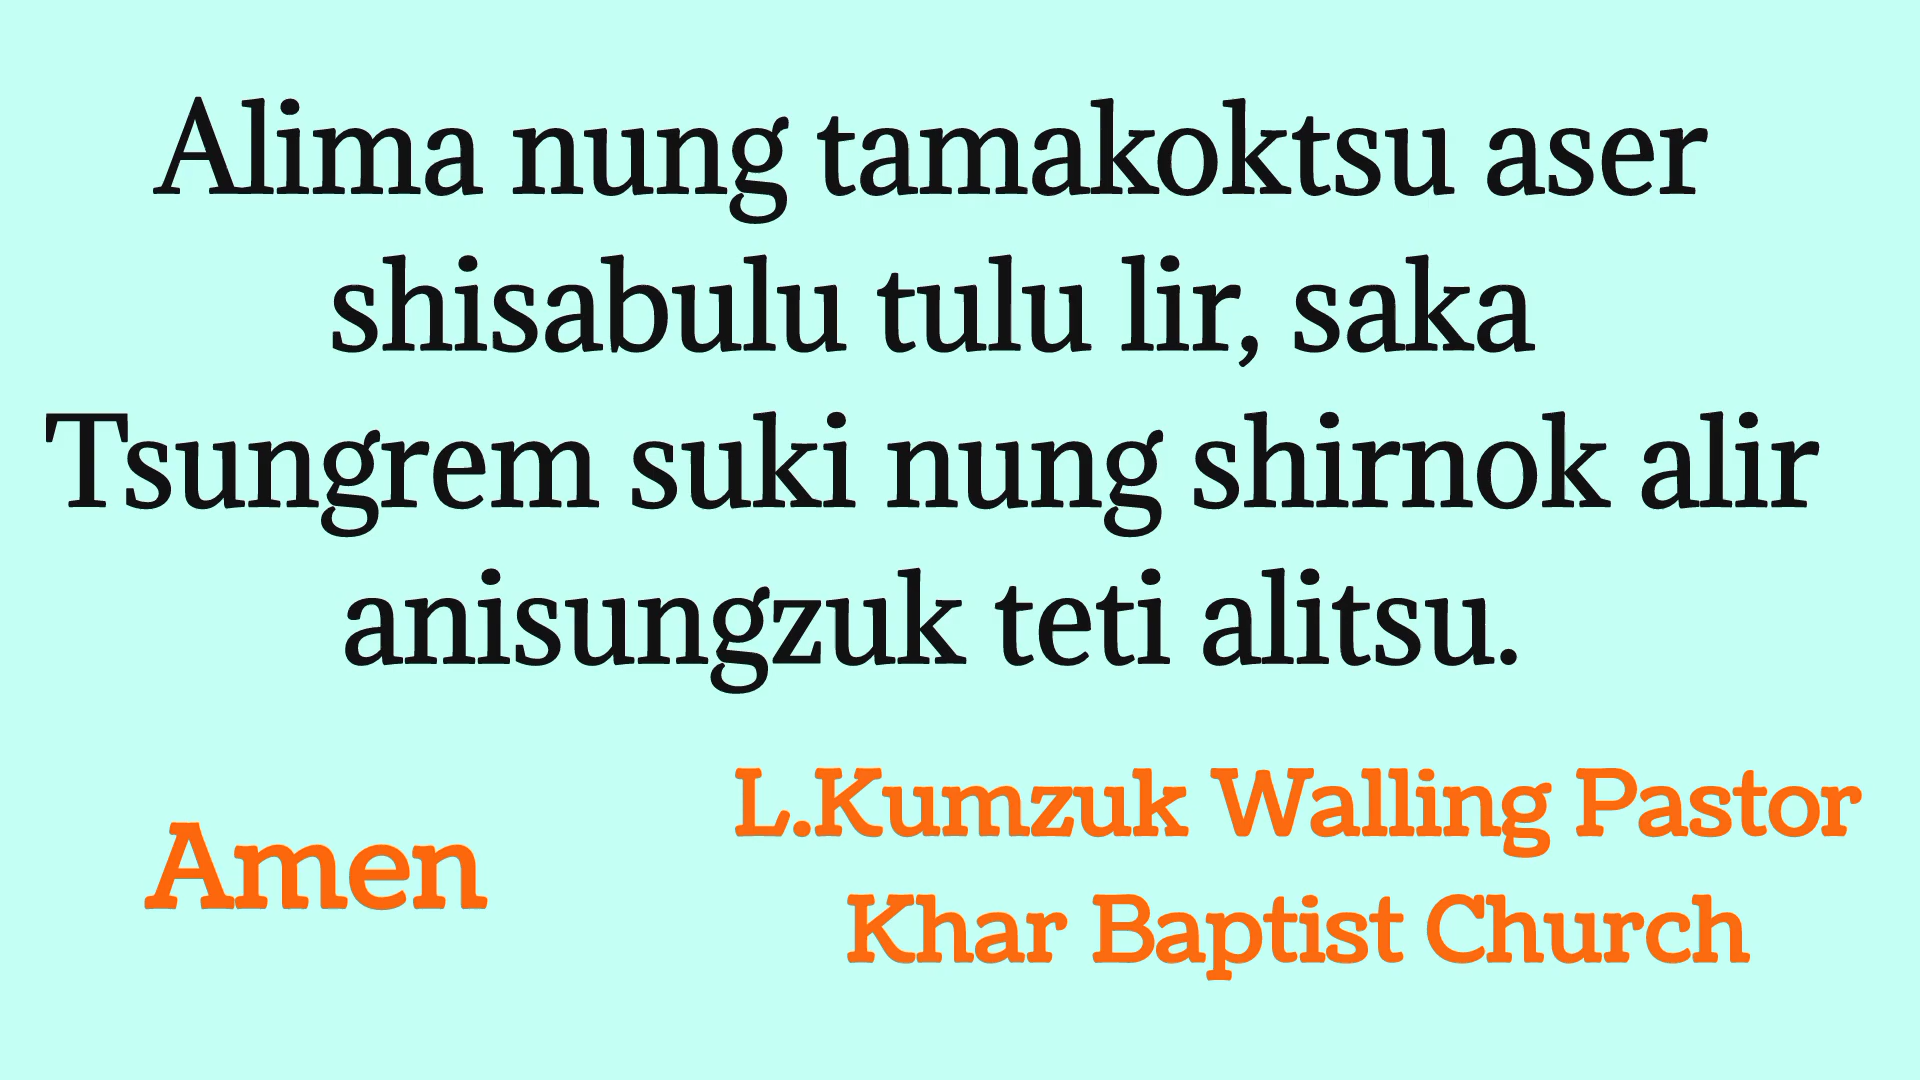 Alima nung tamakoktsu aser
shisabulu tulu lir, saka
Tsungrem suki nung shirnok alir
anisungzuk teti alitsu.
Amen
L.Kumzuk Walling Pastor
Khar Baptist Church